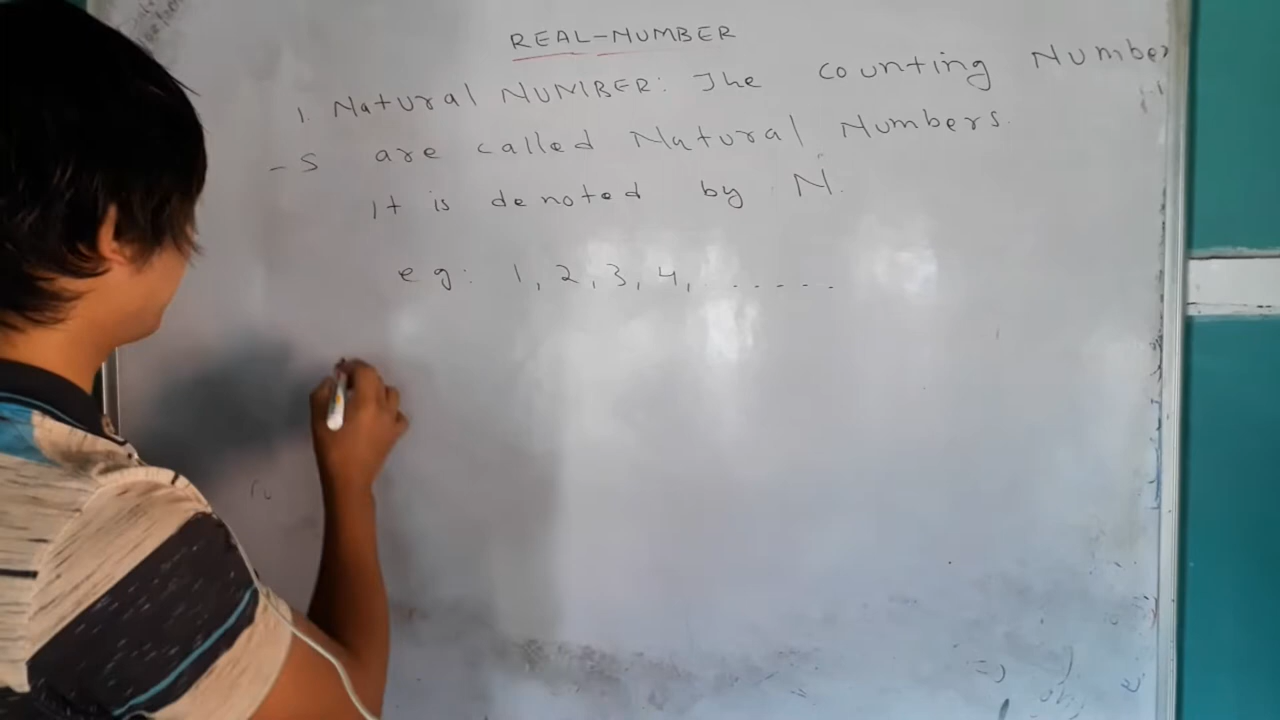 REAL-NUMBER
1. Natural NUMBER: The counting Number
-s are called Natural Numbers.
It is denoted by N.
eg: 1, 2, 3, 4, ......